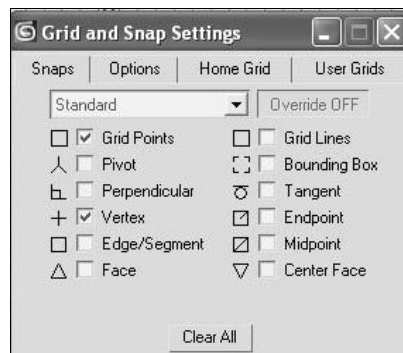 Grid and Snap Settings
Snaps Options Home Grid User Grids
Standard Override OFF
Grid Points Grid Lines
Pivot Bounding Box
Perpendicular Tangent
Vertex Endpoint
Edge/Segment Midpoint
Face Center Face
Clear All